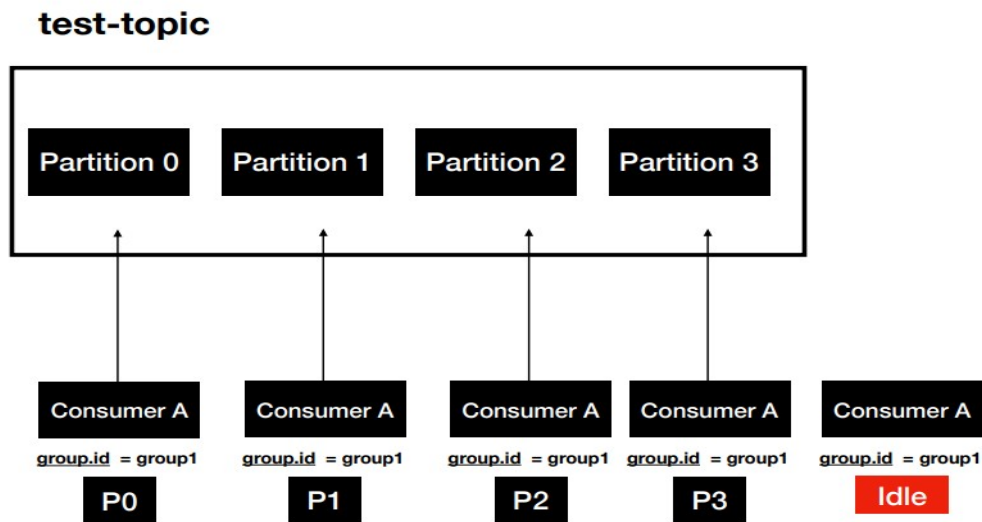 test-topic
Partition 0
Partition 1
Partition 2
Partition 3
Consumer A
Consumer A
Consumer A
Consumer A
Consumer A
group.id = group1
group.id = group1
group.id = group1
group.id = group1
group.id = group1
P0
P1
P2
P3
Idle